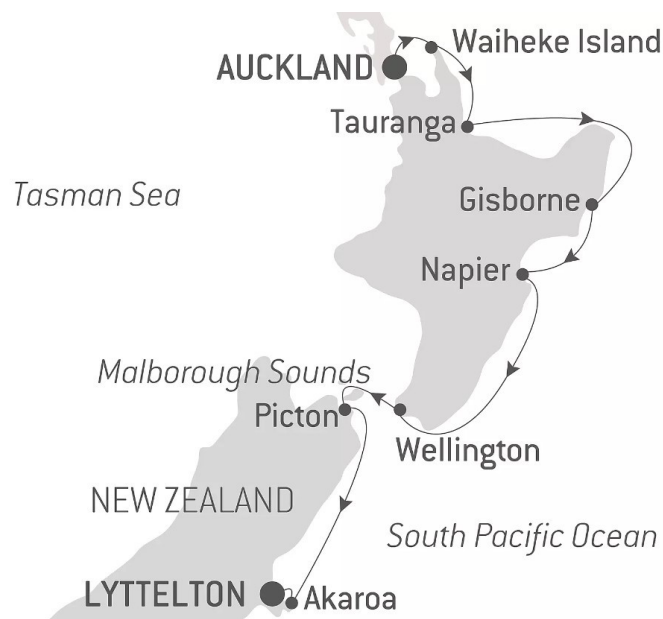 Waiheke Island
AUCKLAND
Tauranga
Tasman Sea
Gisborne
Napier
Malborough Sounds
Picton
Wellington
NEW ZEALAND
South Pacific Ocean
LYTTELTON
Akaroa